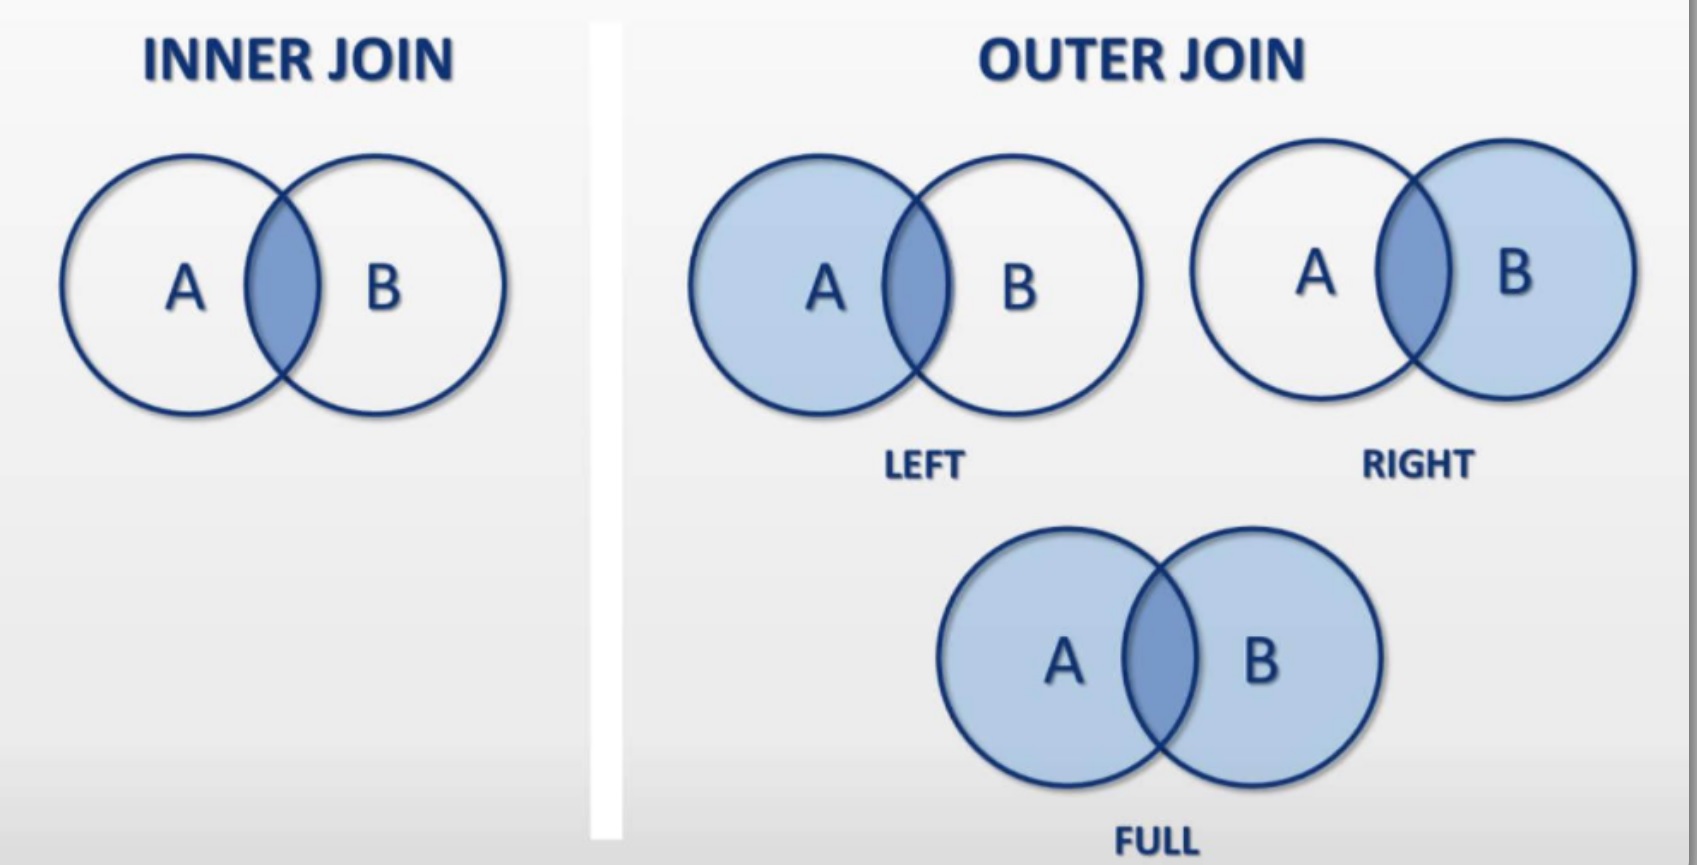 INNER JOIN
A B
OUTER JOIN
A B
LEFT
A B
RIGHT
A B
FULL